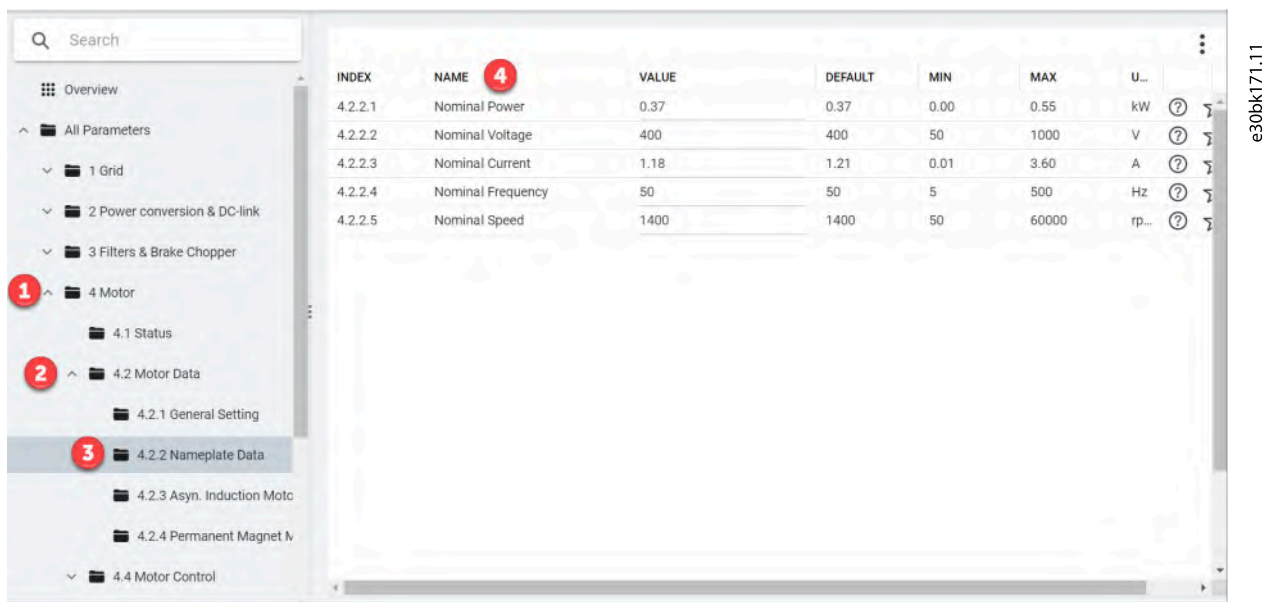 Search
Overview
All Parameters
1 Grid
2 Power conversion & DC-link
3 Filters & Brake Chopper
1
4 Motor
4.1 Status
2
4.2 Motor Data
4.2.1 General Setting
3
4.2.2 Nameplate Data
4.2.3 Asyn. Induction Moto
4.2.4 Permanent Magnet M
4.4 Motor Control
INDEX NAME 4 VALUE DEFAULT MIN MAX U...
4.2.2.1 Nominal Power 0.37 0.37 0.00 0.55 kW ?
4.2.2.2 Nominal Voltage 400 400 50 1000 V ?
4.2.2.3 Nominal Current 1.18 1.21 0.01 3.60 A ?
4.2.2.4 Nominal Frequency 50 50 5 500 Hz ?
4.2.2.5 Nominal Speed 1400 1400 50 60000 rp... ?
e30bk171.11